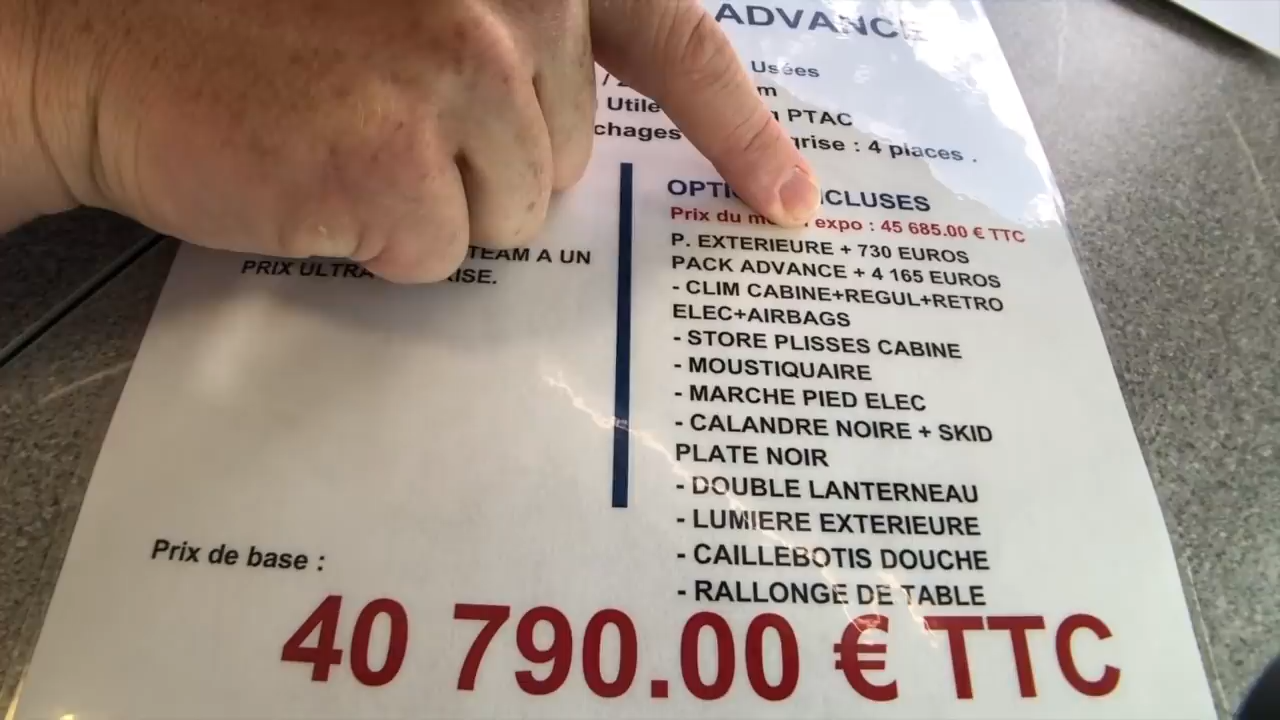 ADVANCE
Usées
m
Utile PTAC
chages grise : 4 places .
TEAM A UN
PRIX ULTRA
OPTI CLUSES
Prix du expo : 45 685.00 € TTC
P. EXTERIEURE + 730 EUROS
PACK ADVANCE + 4 165 EUROS
- CLIM CABINE+REGUL+RETRO
ELEC+AIRBAGS
- STORE PLISSES CABINE
- MOUSTIQUAIRE
- MARCHE PIED ELEC
- CALANDRE NOIRE + SKID
PLATE NOIR
- DOUBLE LANTERNEAU
- LUMIERE EXTERIEURE
- CAILLEBOTIS DOUCHE
- RALLONGE DE TABLE
Prix de base :
40 790.00 € TTC